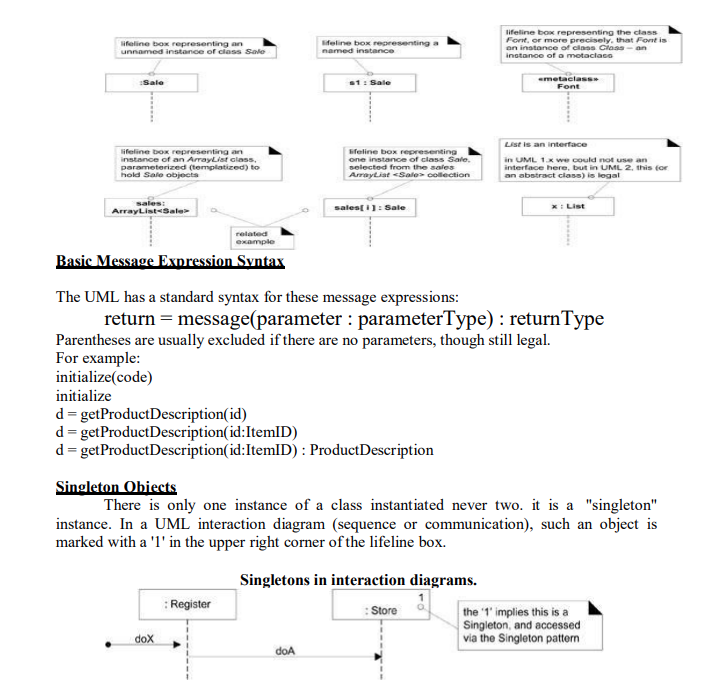 lifeline box representing an
unnamed instance of class Sale
lifeline box representing a
named instance
lifeline box representing the class
Font, or more precisely, that Font is
an instance of class Class – an
instance of a metaclass
:Sale
s1 : Sale
«metaclass»
Font
lifeline box representing an
instance of an ArrayList class,
parameterized (templatized) to
hold Sale objects
lifeline box representing
one instance of class Sale,
selected from the sales
ArrayList <Sale> collection
List is an interface
in UML 1.x we could not use an
interface here, but in UML 2, this (or
an abstract class) is legal
sales:
ArrayList<Sale>
sales[ i ] : Sale
x : List
related
example
Basic Message Expression Syntax
The UML has a standard syntax for these message expressions:
return = message(parameter : parameterType) : returnType
Parentheses are usually excluded if there are no parameters, though still legal.
For example:
initialize(code)
initialize
d = getProductDescription(id)
d = getProductDescription(id:ItemID)
d = getProductDescription(id:ItemID) : ProductDescription
Singleton Objects
There is only one instance of a class instantiated never two. it is a "singleton"
instance. In a UML interaction diagram (sequence or communication), such an object is
marked with a '1' in the upper right corner of the lifeline box.
Singletons in interaction diagrams.
: Register
1
: Store
the '1' implies this is a
Singleton, and accessed
via the Singleton pattern
doX
doA